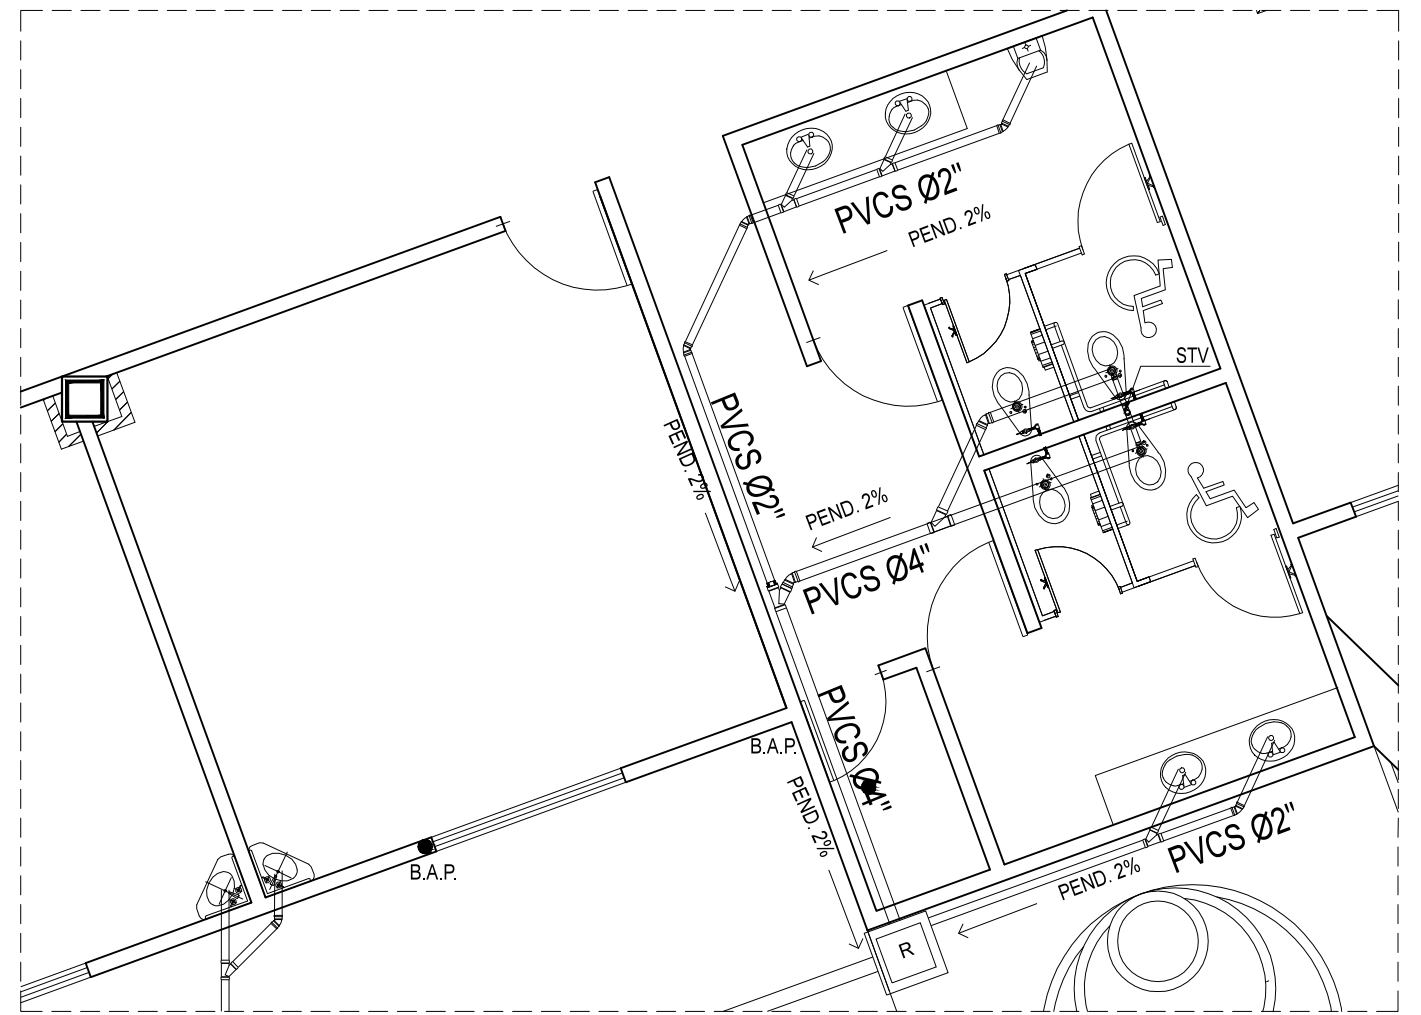 PVCS Ø2"
PEND. 2%
STV
PVCS Ø2"
PEND. 2%
PEND. 2%
PVCS Ø4"
PVCS Ø4"
B.A.P.
PEND. 2%
PVCS Ø2"
B.A.P.
PEND. 2%
R